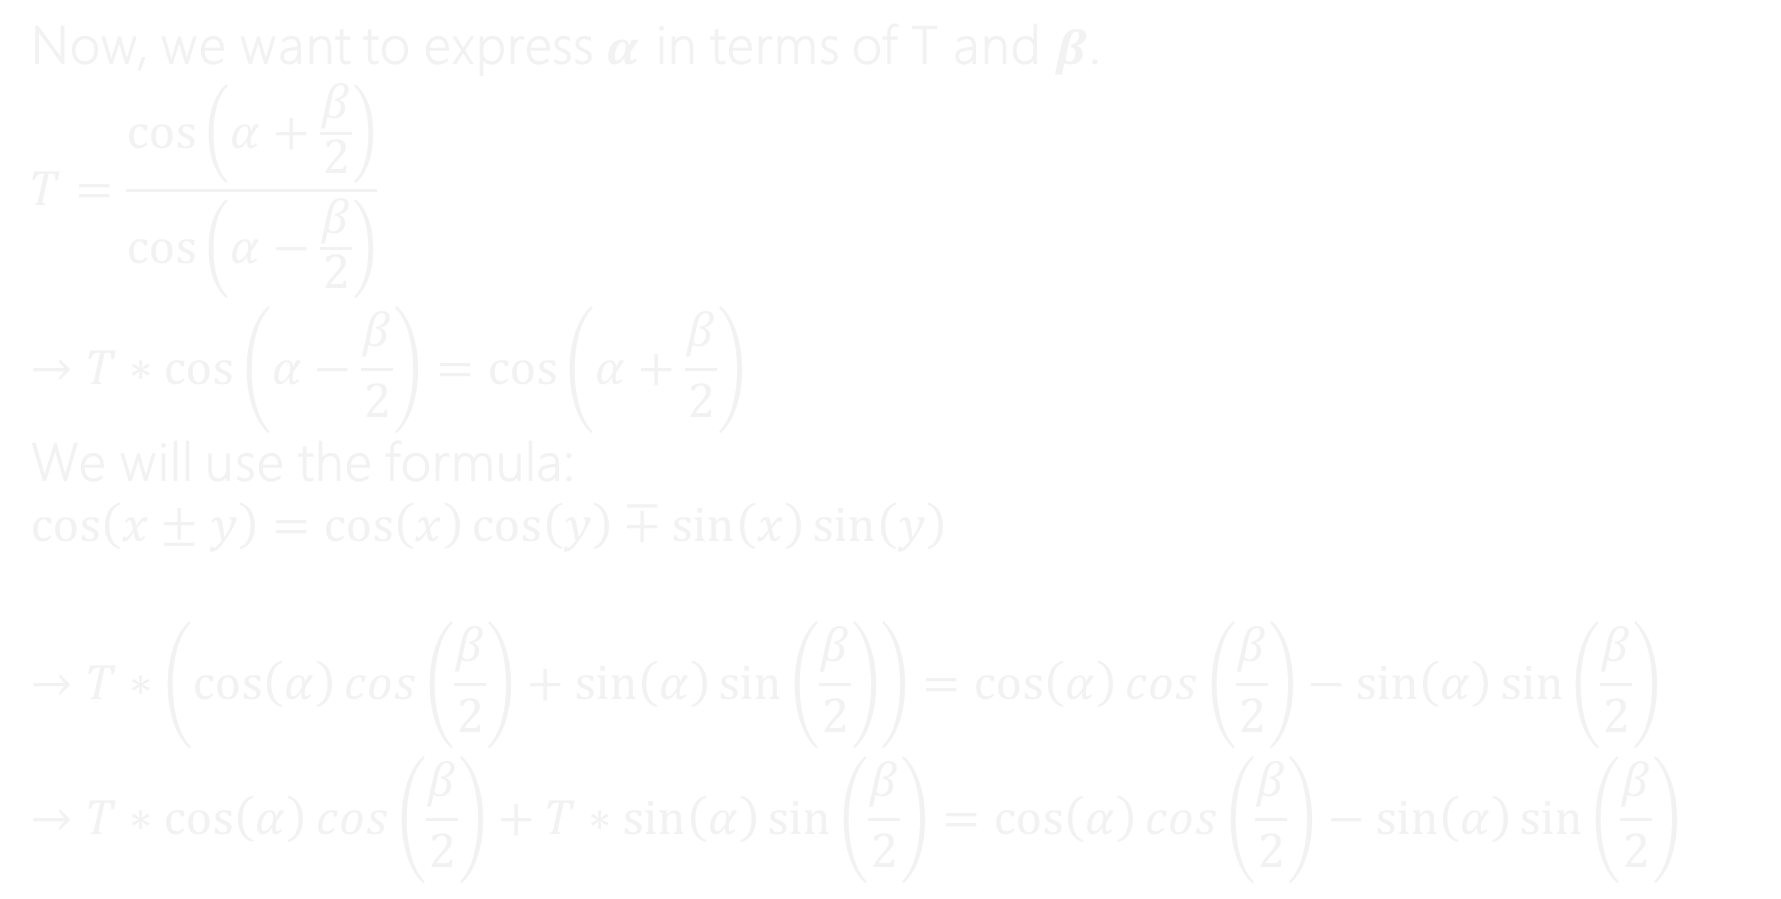 Now, we want to express α in terms of T and β.
T = cos(α + β/2) / cos(α − β/2)
→ T * cos(α − β/2) = cos(α + β/2)
We will use the formula:
cos(x ± y) = cos(x) cos(y) ∓ sin(x) sin(y)
→ T * (cos(α) cos(β/2) + sin(α) sin(β/2)) = cos(α) cos(β/2) − sin(α) sin(β/2)
→ T * cos(α) cos(β/2) + T * sin(α) sin(β/2) = cos(α) cos(β/2) − sin(α) sin(β/2)